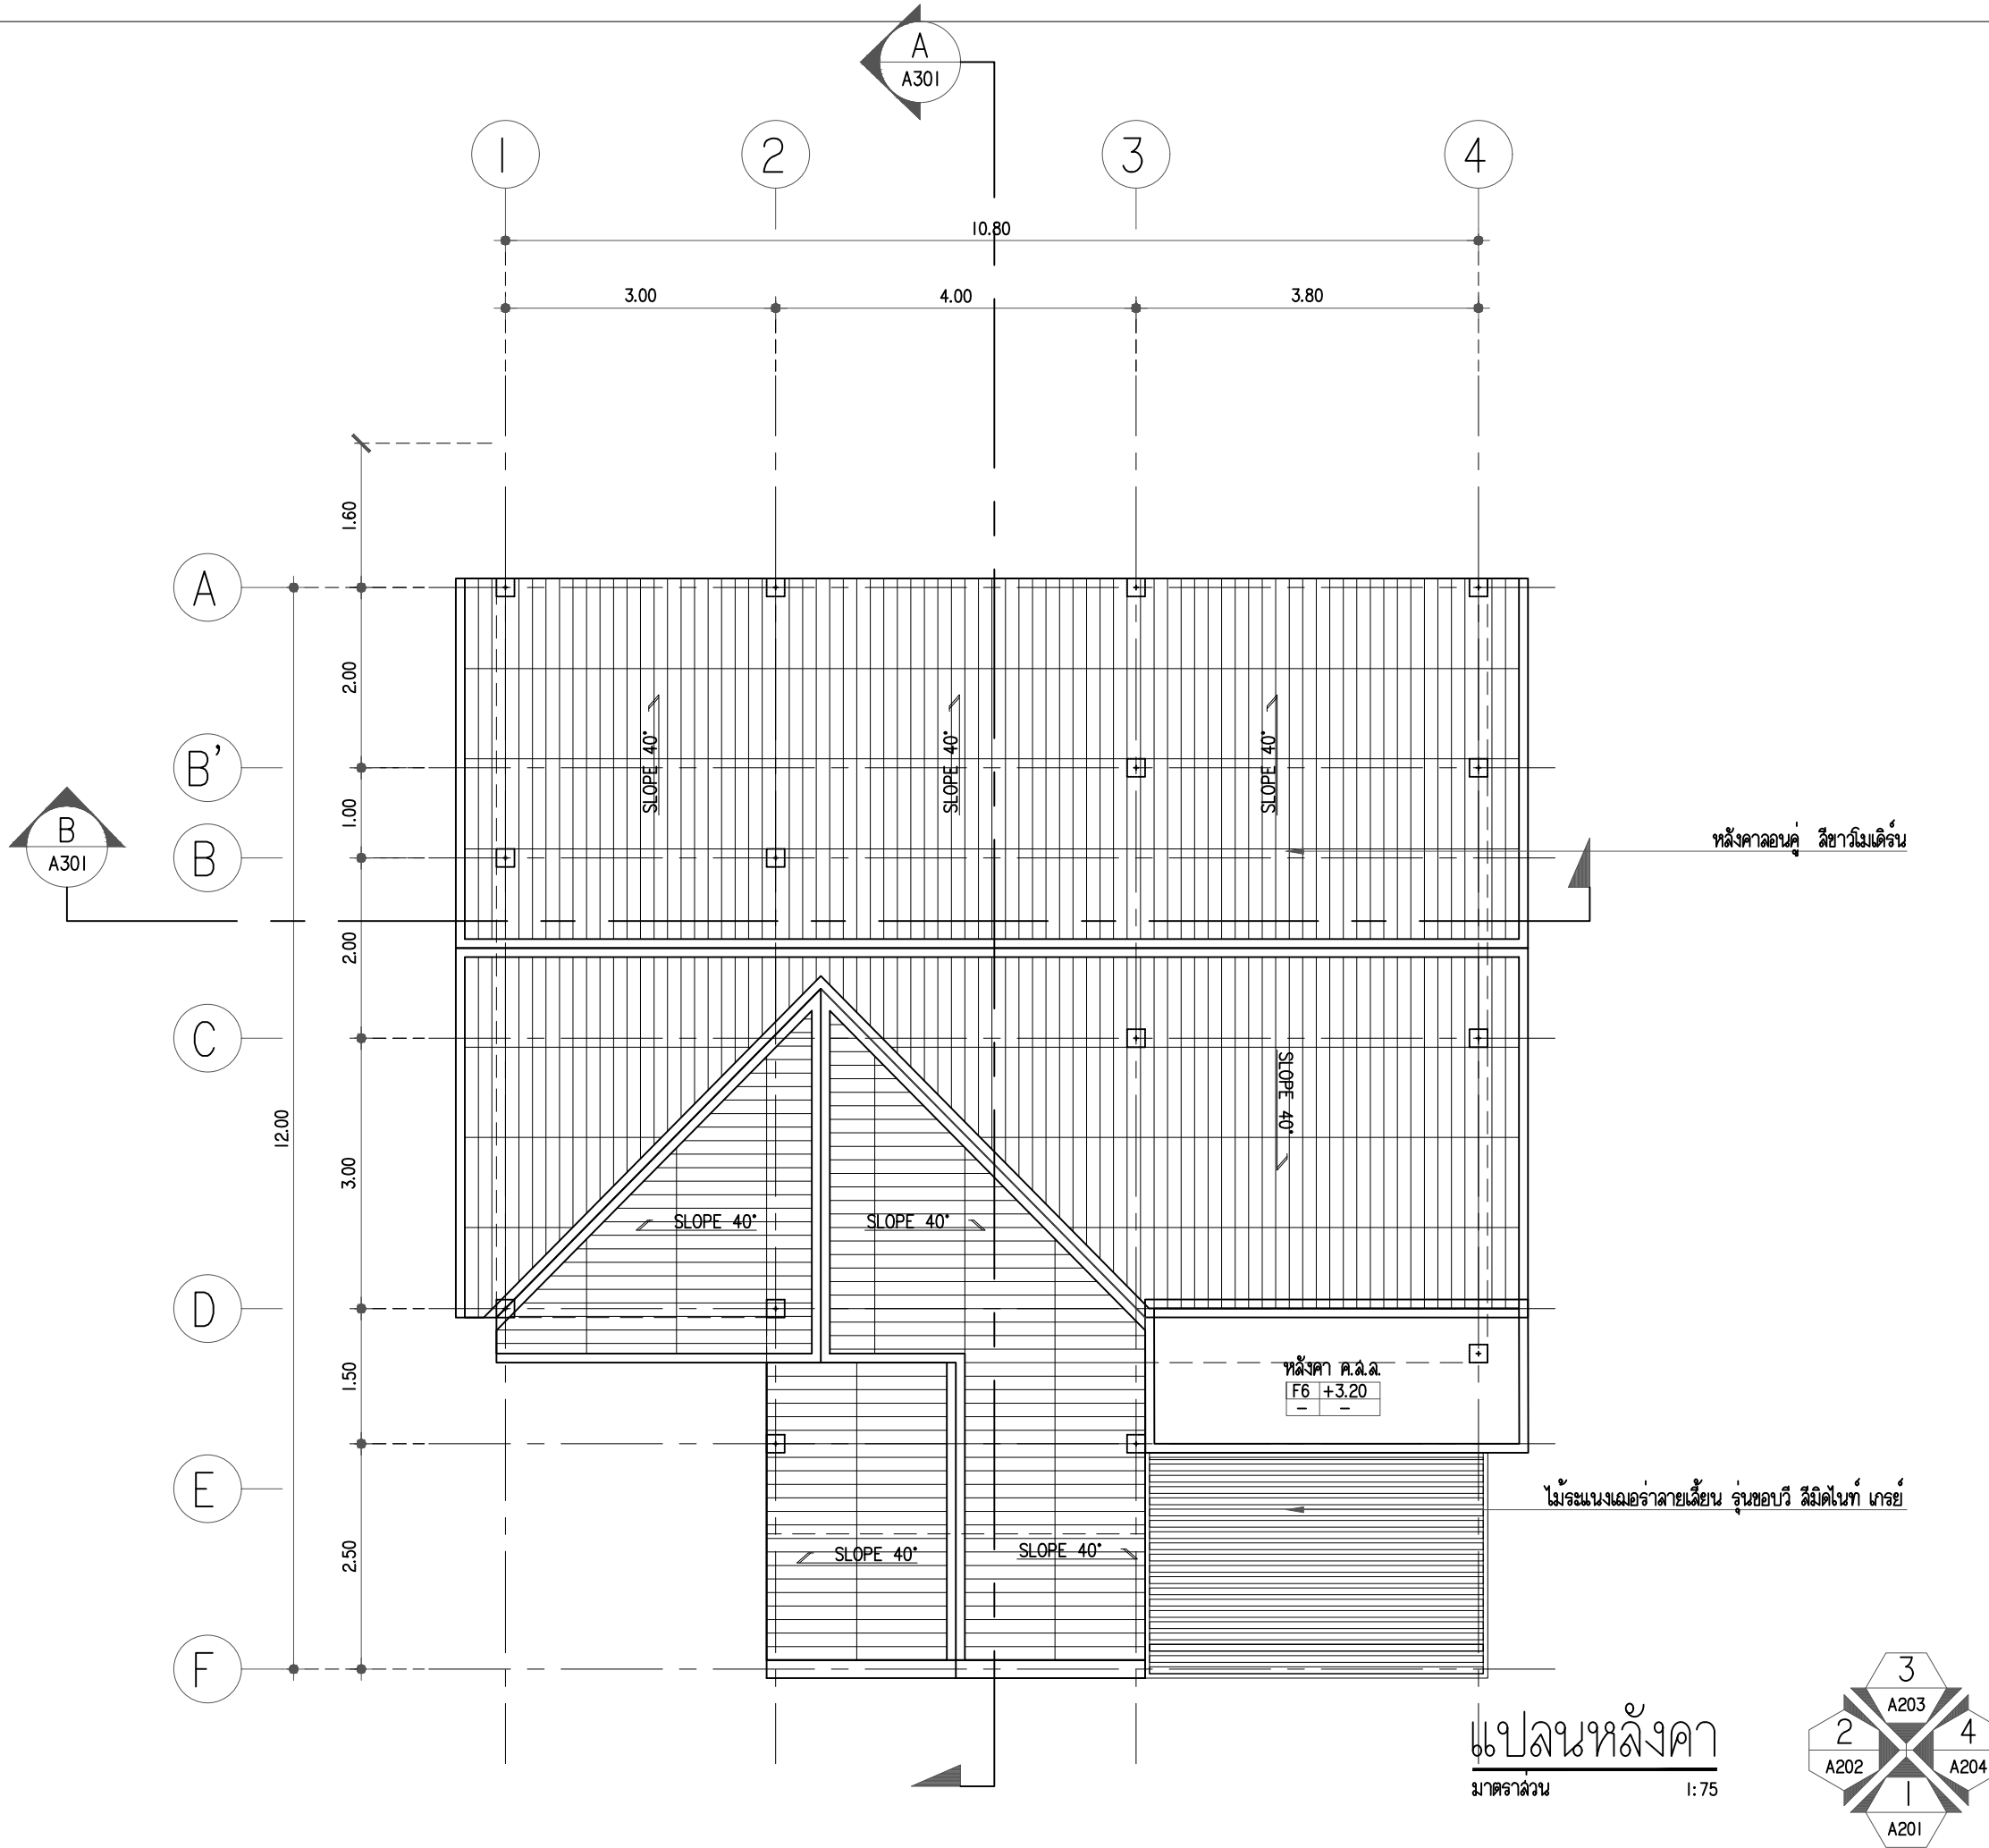 A
A301
1
2
3
4
10.80
3.00
4.00
3.80
1.60
A
2.00
B'
SLOPE 40°
SLOPE 40°
SLOPE 40°
1.00
B
A301
B
หลังคาลอนคู่ สีขาวโมเดิร์น
2.00
C
SLOPE 40°
12.00
3.00
SLOPE 40°
SLOPE 40°
D
1.50
หลังคา ค.ส.ล.
F6 +3.20
- -
E
ไม้ระแนงเฌอร่าลายเสี้ยน รุ่นขอบวี สีมิดไนท์ เกรย์
2.50
SLOPE 40°
SLOPE 40°
F
แปลนหลังคา
มาตราส่วน 1:75
3
A203
2
A202
4
A204
1
A201